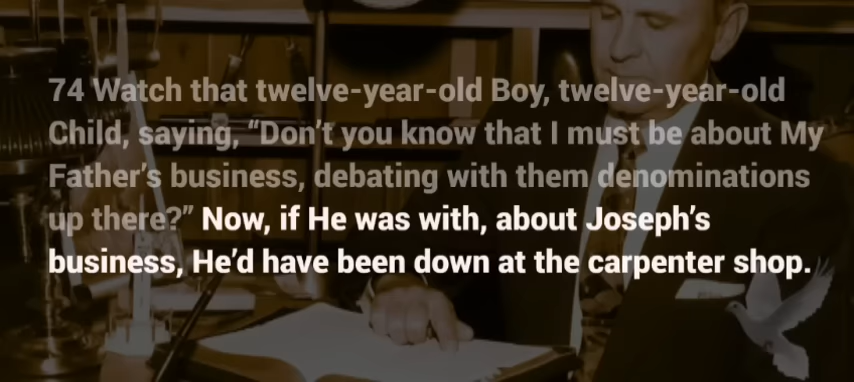 74 Watch that twelve-year-old Boy, twelve-year-old
Child, saying, “Don’t you know that I must be about My
Father’s business, debating with them denominations
up there?” Now, if He was with, about Joseph’s
business, He’d have been down at the carpenter shop.